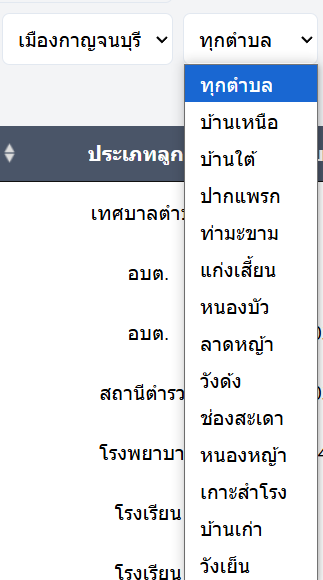 เมืองกาญจนบุรี ทุกตำบล
ทุกตำบล
บ้านเหนือ
บ้านใต้
ประเภทลูก
ปากแพรก
เทศบาลตำบ
ท่ามะขาม
อบต.
แก่งเสี้ยน
หนองบัว
อบต.
ลาดหญ้า
วังด้ง
สถานีตำรว
ช่องสะเดา
โรงพยาบา
หนองหญ้า
เกาะสำโรง
โรงเรียน
บ้านเก่า
วังเย็น
โรงเรียน